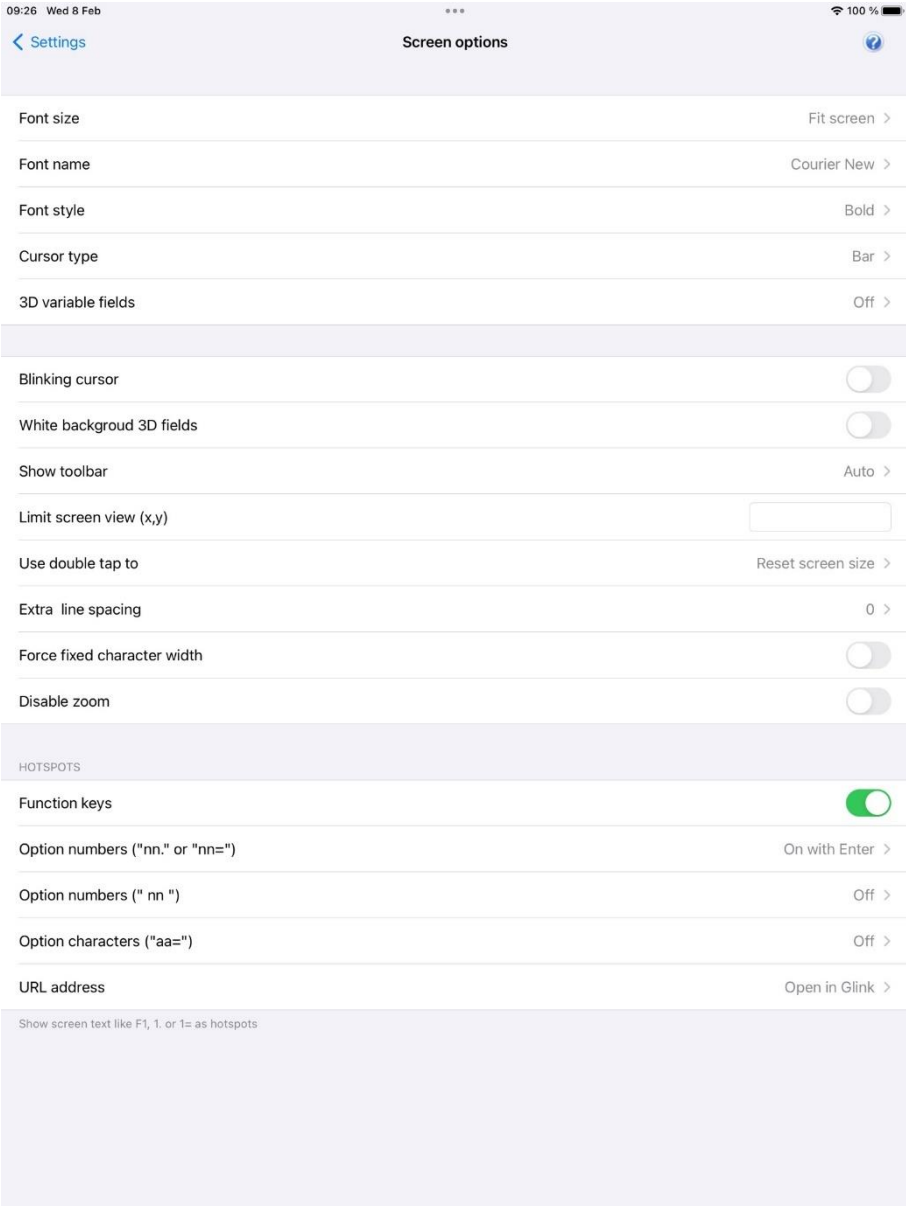 09:26 Wed 8 Feb 100 %
Settings Screen options ?
Font size Fit screen
Font name Courier New
Font style Bold
Cursor type Bar
3D variable fields Off
Blinking cursor
White backgroud 3D fields
Show toolbar Auto
Limit screen view (x,y)
Use double tap to Reset screen size
Extra line spacing 0
Force fixed character width
Disable zoom
HOTSPOTS
Function keys
Option numbers ("nn." or "nn=") On with Enter
Option numbers (" nn ") Off
Option characters ("aa=") Off
URL address Open in Glink
Show screen text like F1, 1. or 1= as hotspots